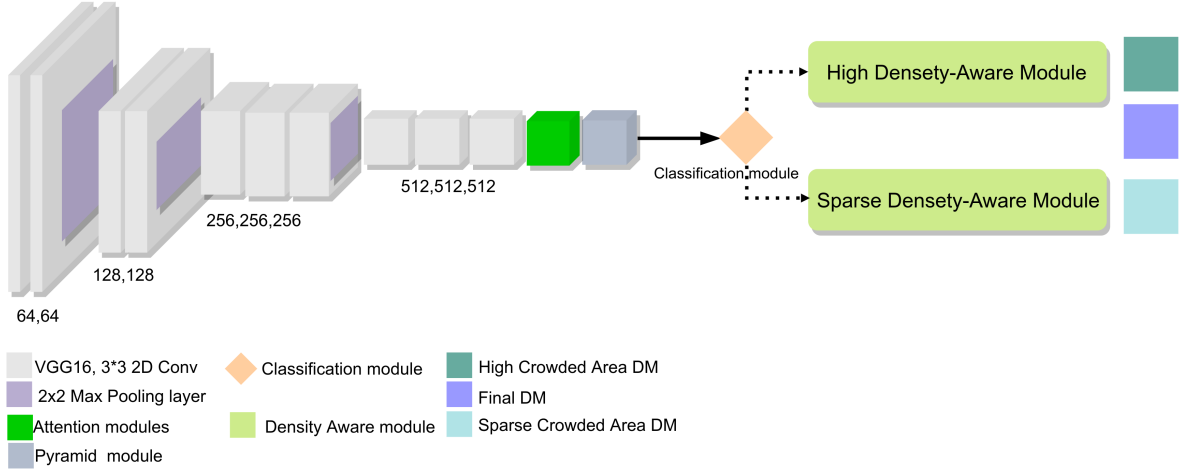 High Densety-Aware Module
Classification module
512,512,512
Sparse Densety-Aware Module
256,256,256
128,128
64,64
VGG16, 3*3 2D Conv
2x2 Max Pooling layer
Attention modules
Pyramid module
Classification module
Density Aware module
High Crowded Area DM
Final DM
Sparse Crowded Area DM